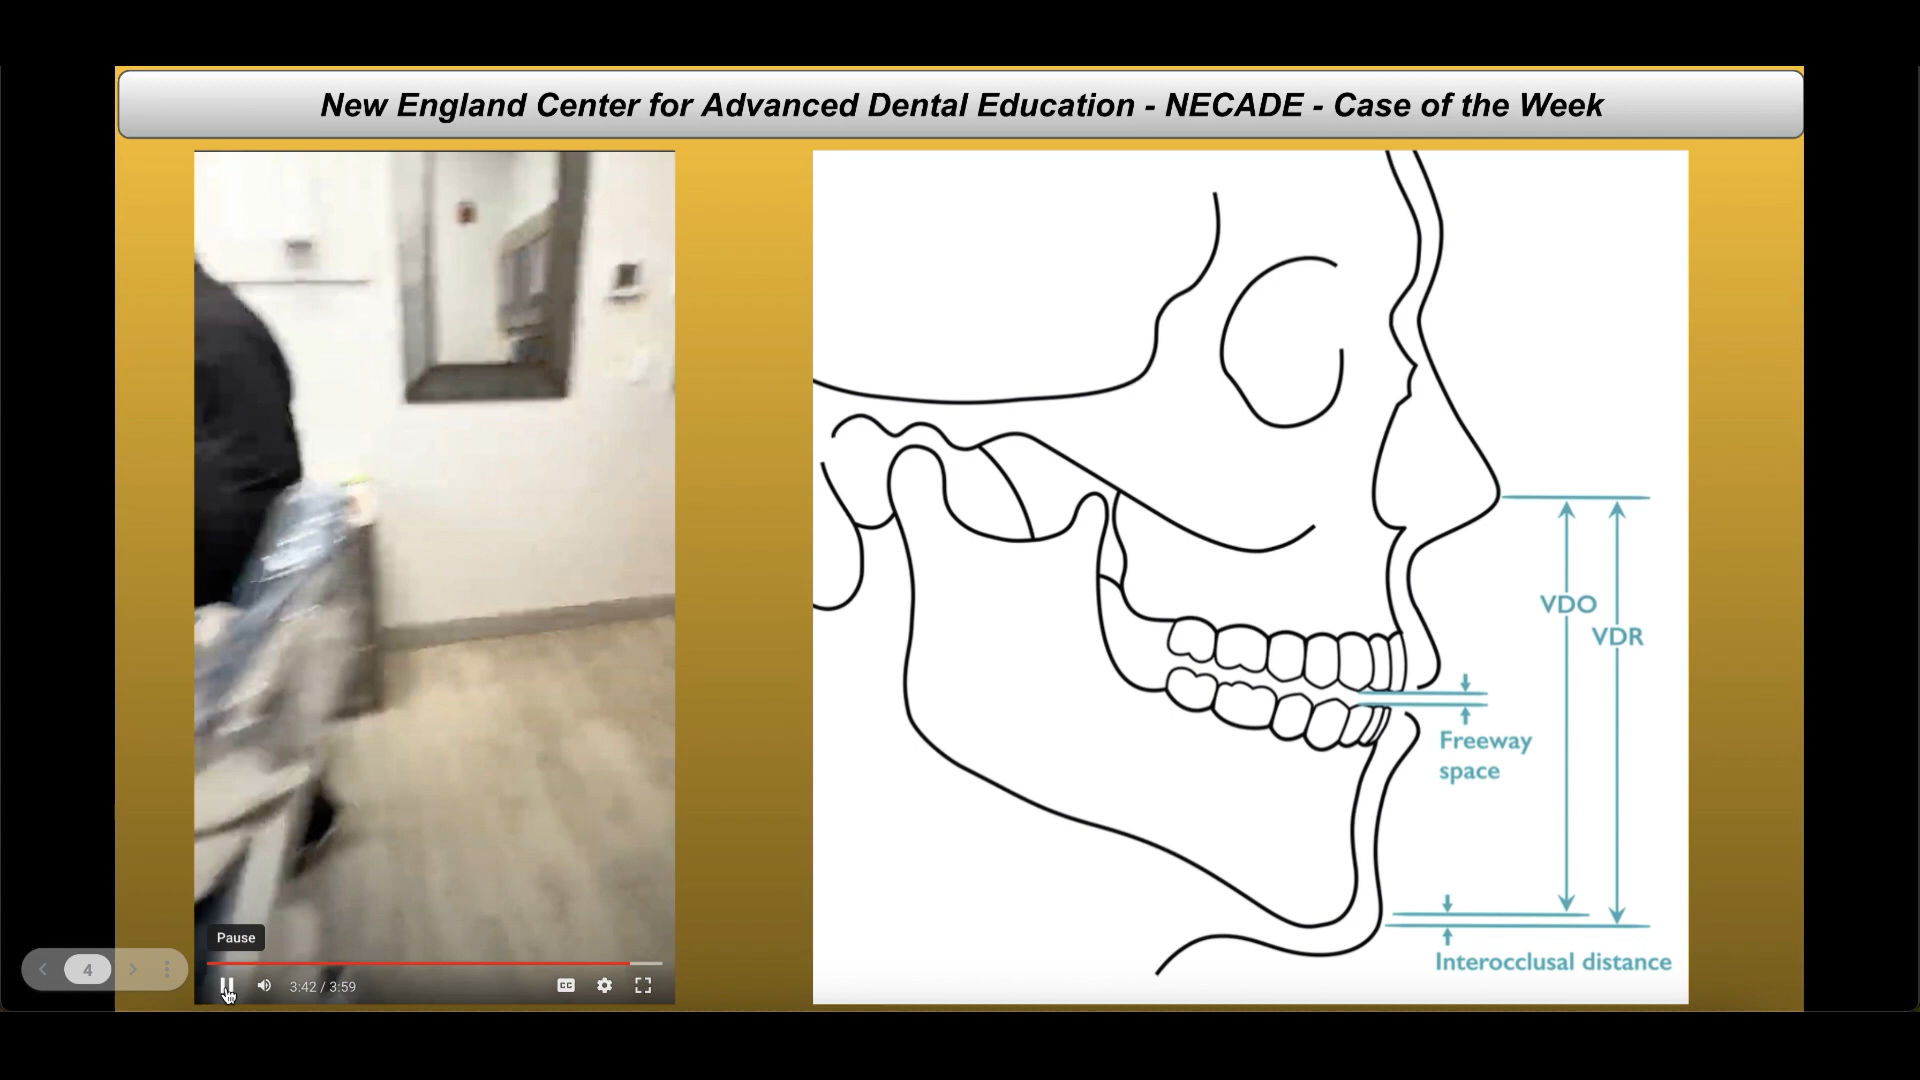 New England Center for Advanced Dental Education - NECADE - Case of the Week
VDO
VDR
Freeway
space
Interocclusal distance
Pause
4
3:42 / 3:59
CC